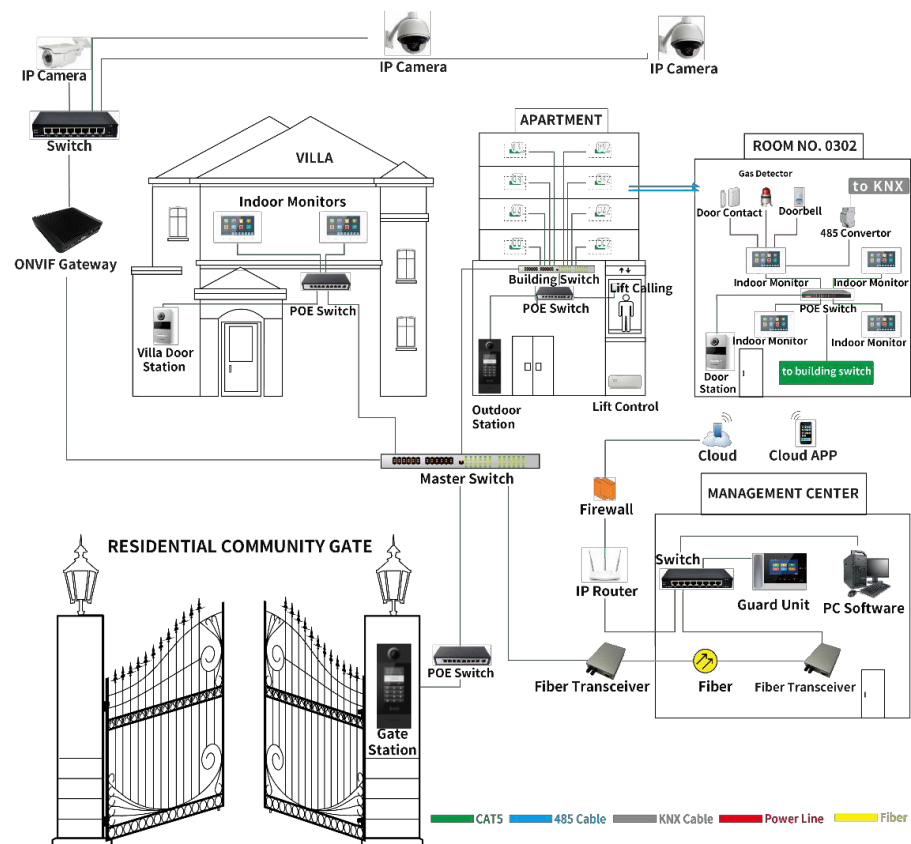 IP Camera
IP Camera
IP Camera
Switch
ONVIF Gateway
VILLA
Indoor Monitors
POE Switch
Villa Door
Station
APARTMENT
Building Switch
POE Switch
Lift Calling
Outdoor
Station
Lift Control
ROOM NO. 0302
Gas Detector
to KNX
Door Contact
Doorbell
485 Convertor
Indoor Monitor
Indoor Monitor
POE Switch
Indoor Monitor
Indoor Monitor
Door
Station
to building switch
Master Switch
Cloud
Cloud APP
Firewall
IP Router
MANAGEMENT CENTER
Switch
Guard Unit
PC Software
Fiber Transceiver
Fiber
Fiber Transceiver
RESIDENTIAL COMMUNITY GATE
POE Switch
Gate
Station
CAT5
485 Cable
KNX Cable
Power Line
Fiber